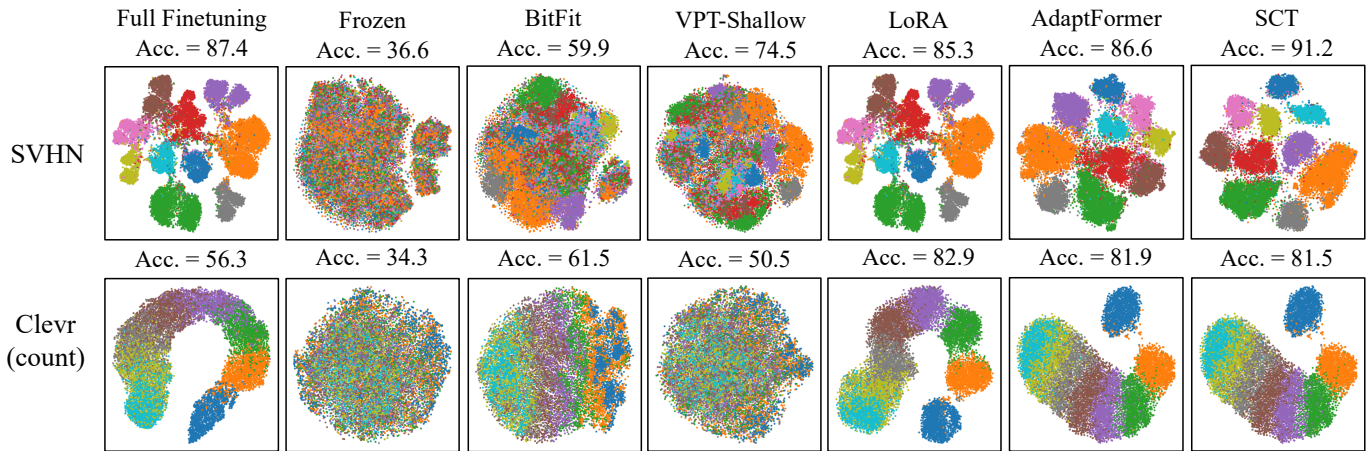 Full Finetuning Frozen BitFit VPT-Shallow LoRA AdaptFormer SCT
Acc. = 87.4 Acc. = 36.6 Acc. = 59.9 Acc. = 74.5 Acc. = 85.3 Acc. = 86.6 Acc. = 91.2
SVHN
Acc. = 56.3 Acc. = 34.3 Acc. = 61.5 Acc. = 50.5 Acc. = 82.9 Acc. = 81.9 Acc. = 81.5
Clevr
(count)